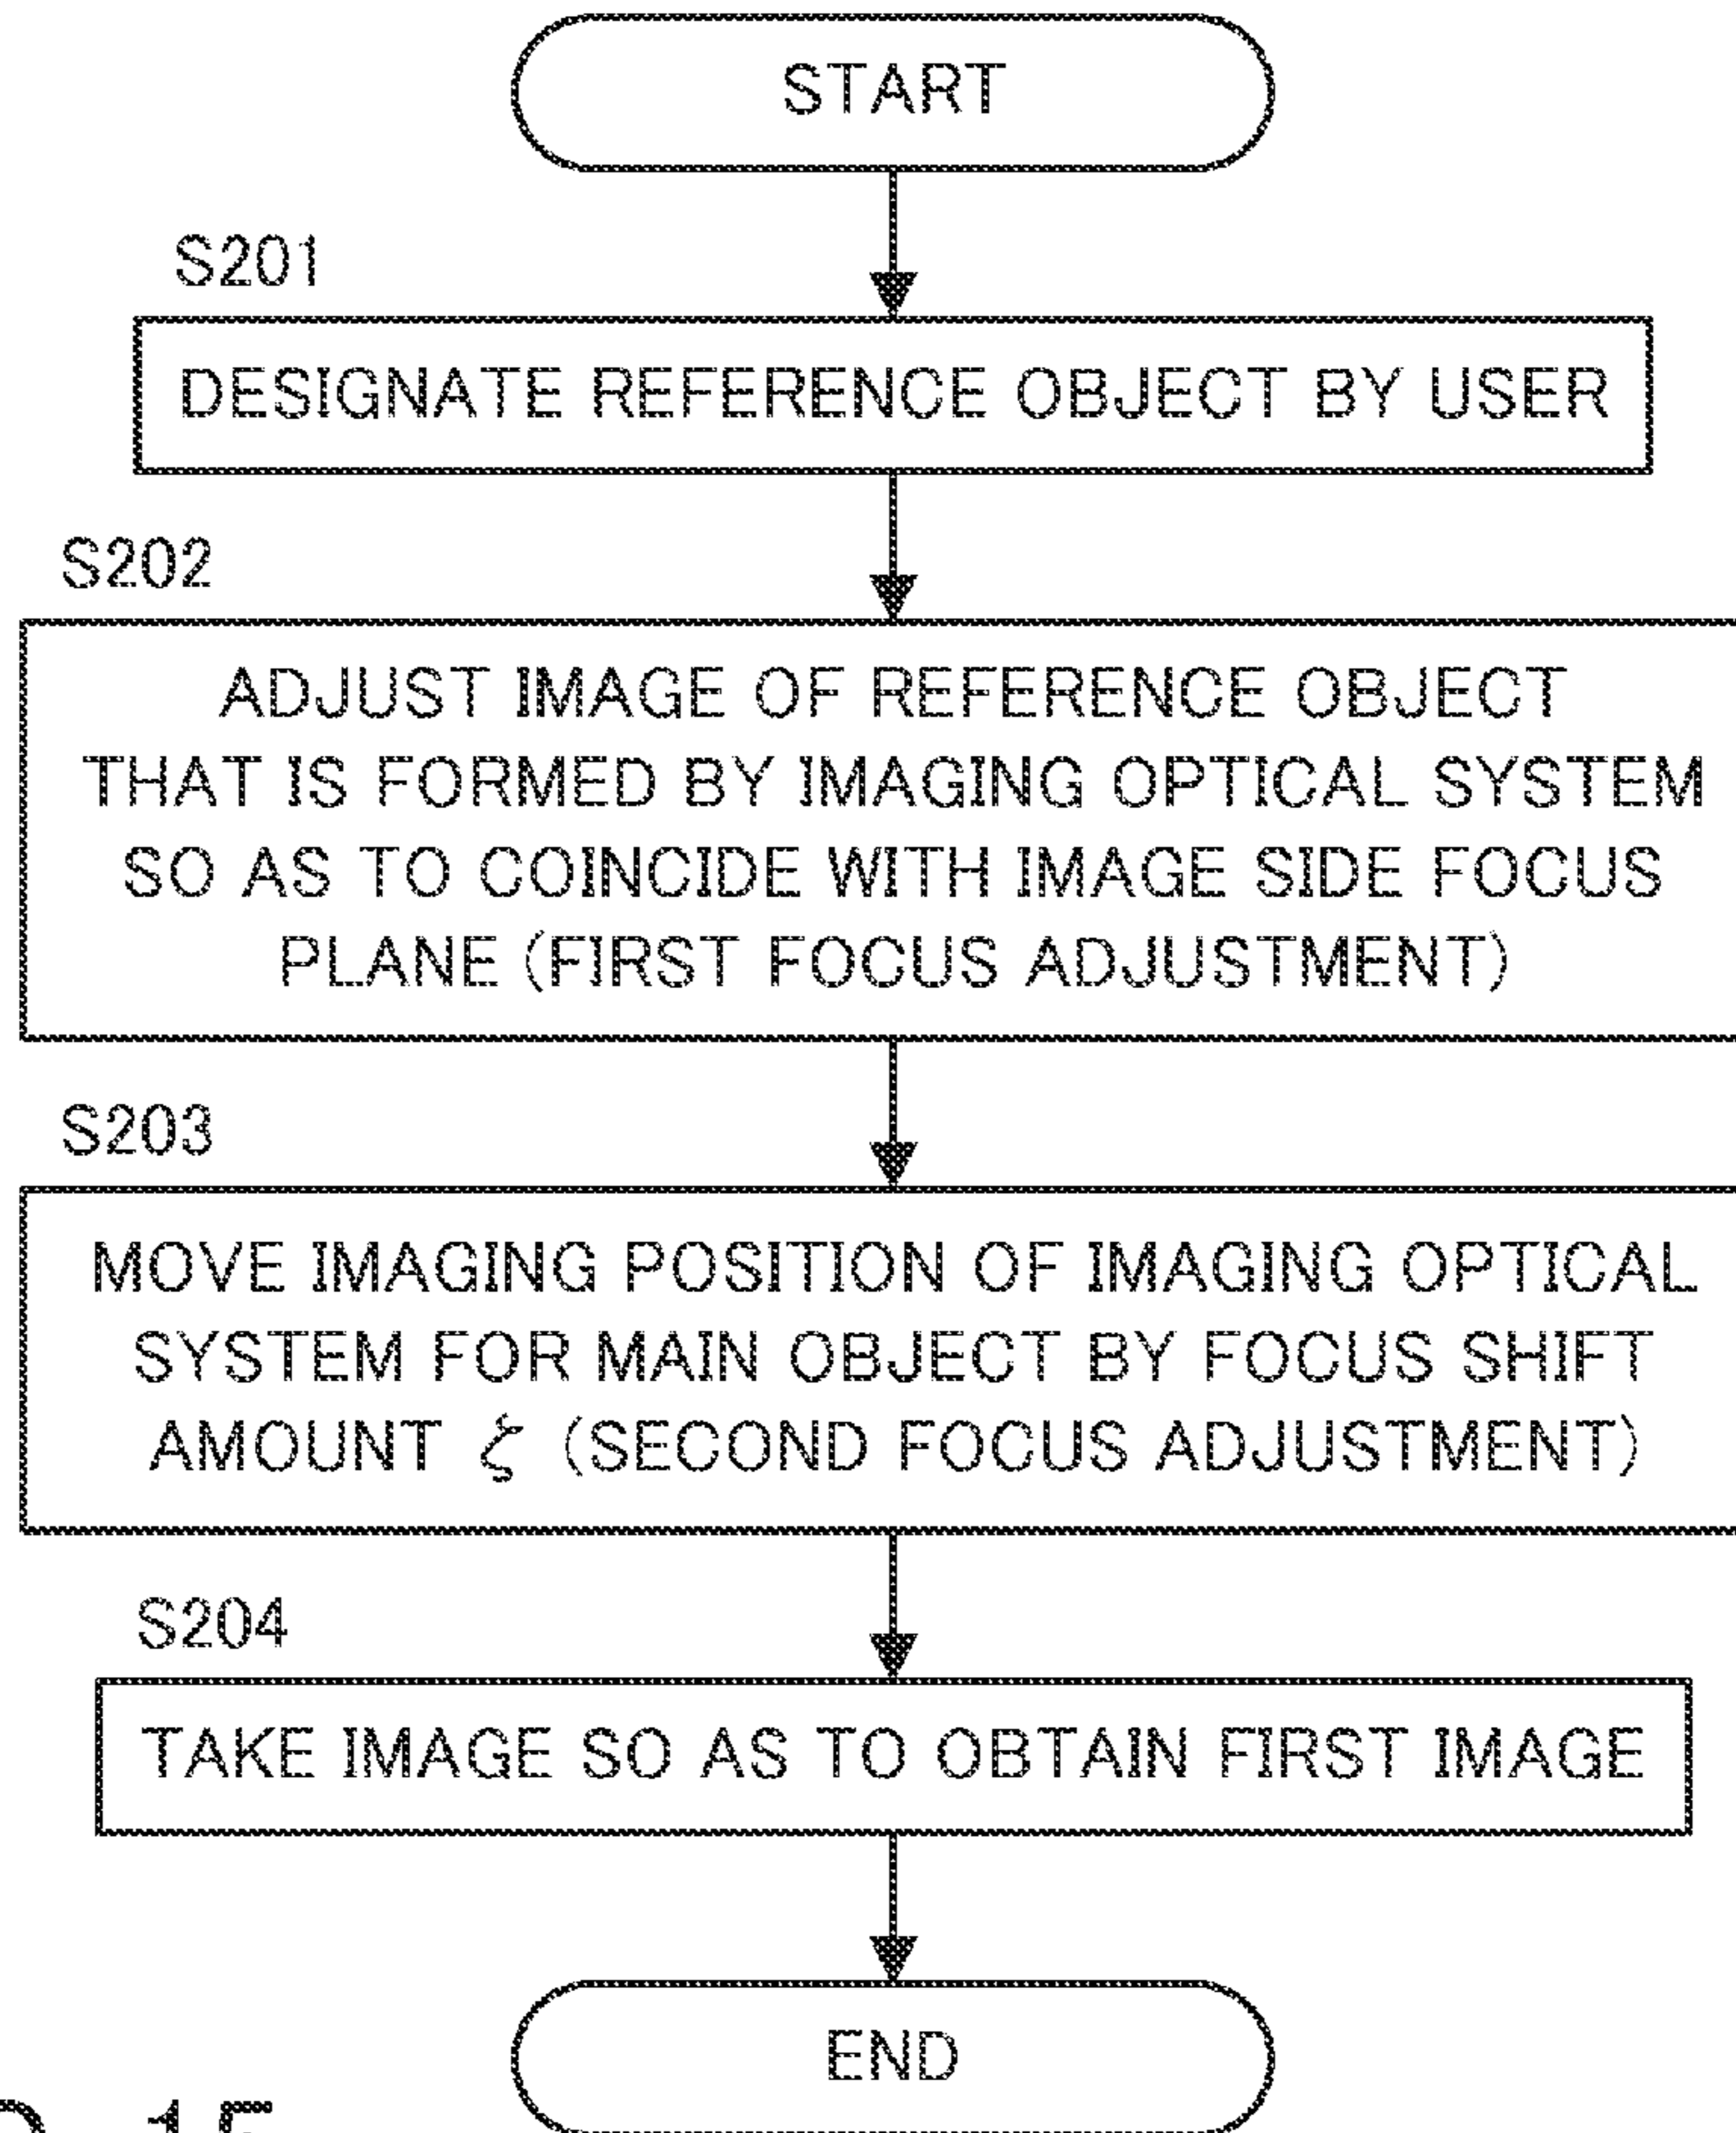 START
S201
DESIGNATE REFERENCE OBJECT BY USER
S202
ADJUST IMAGE OF REFERENCE OBJECT
THAT IS FORMED BY IMAGING OPTICAL SYSTEM
SO AS TO COINCIDE WITH IMAGE SIDE FOCUS
PLANE (FIRST FOCUS ADJUSTMENT)
S203
MOVE IMAGING POSITION OF IMAGING OPTICAL
SYSTEM FOR MAIN OBJECT BY FOCUS SHIFT
AMOUNT ζ (SECOND FOCUS ADJUSTMENT)
S204
TAKE IMAGE SO AS TO OBTAIN FIRST IMAGE
END